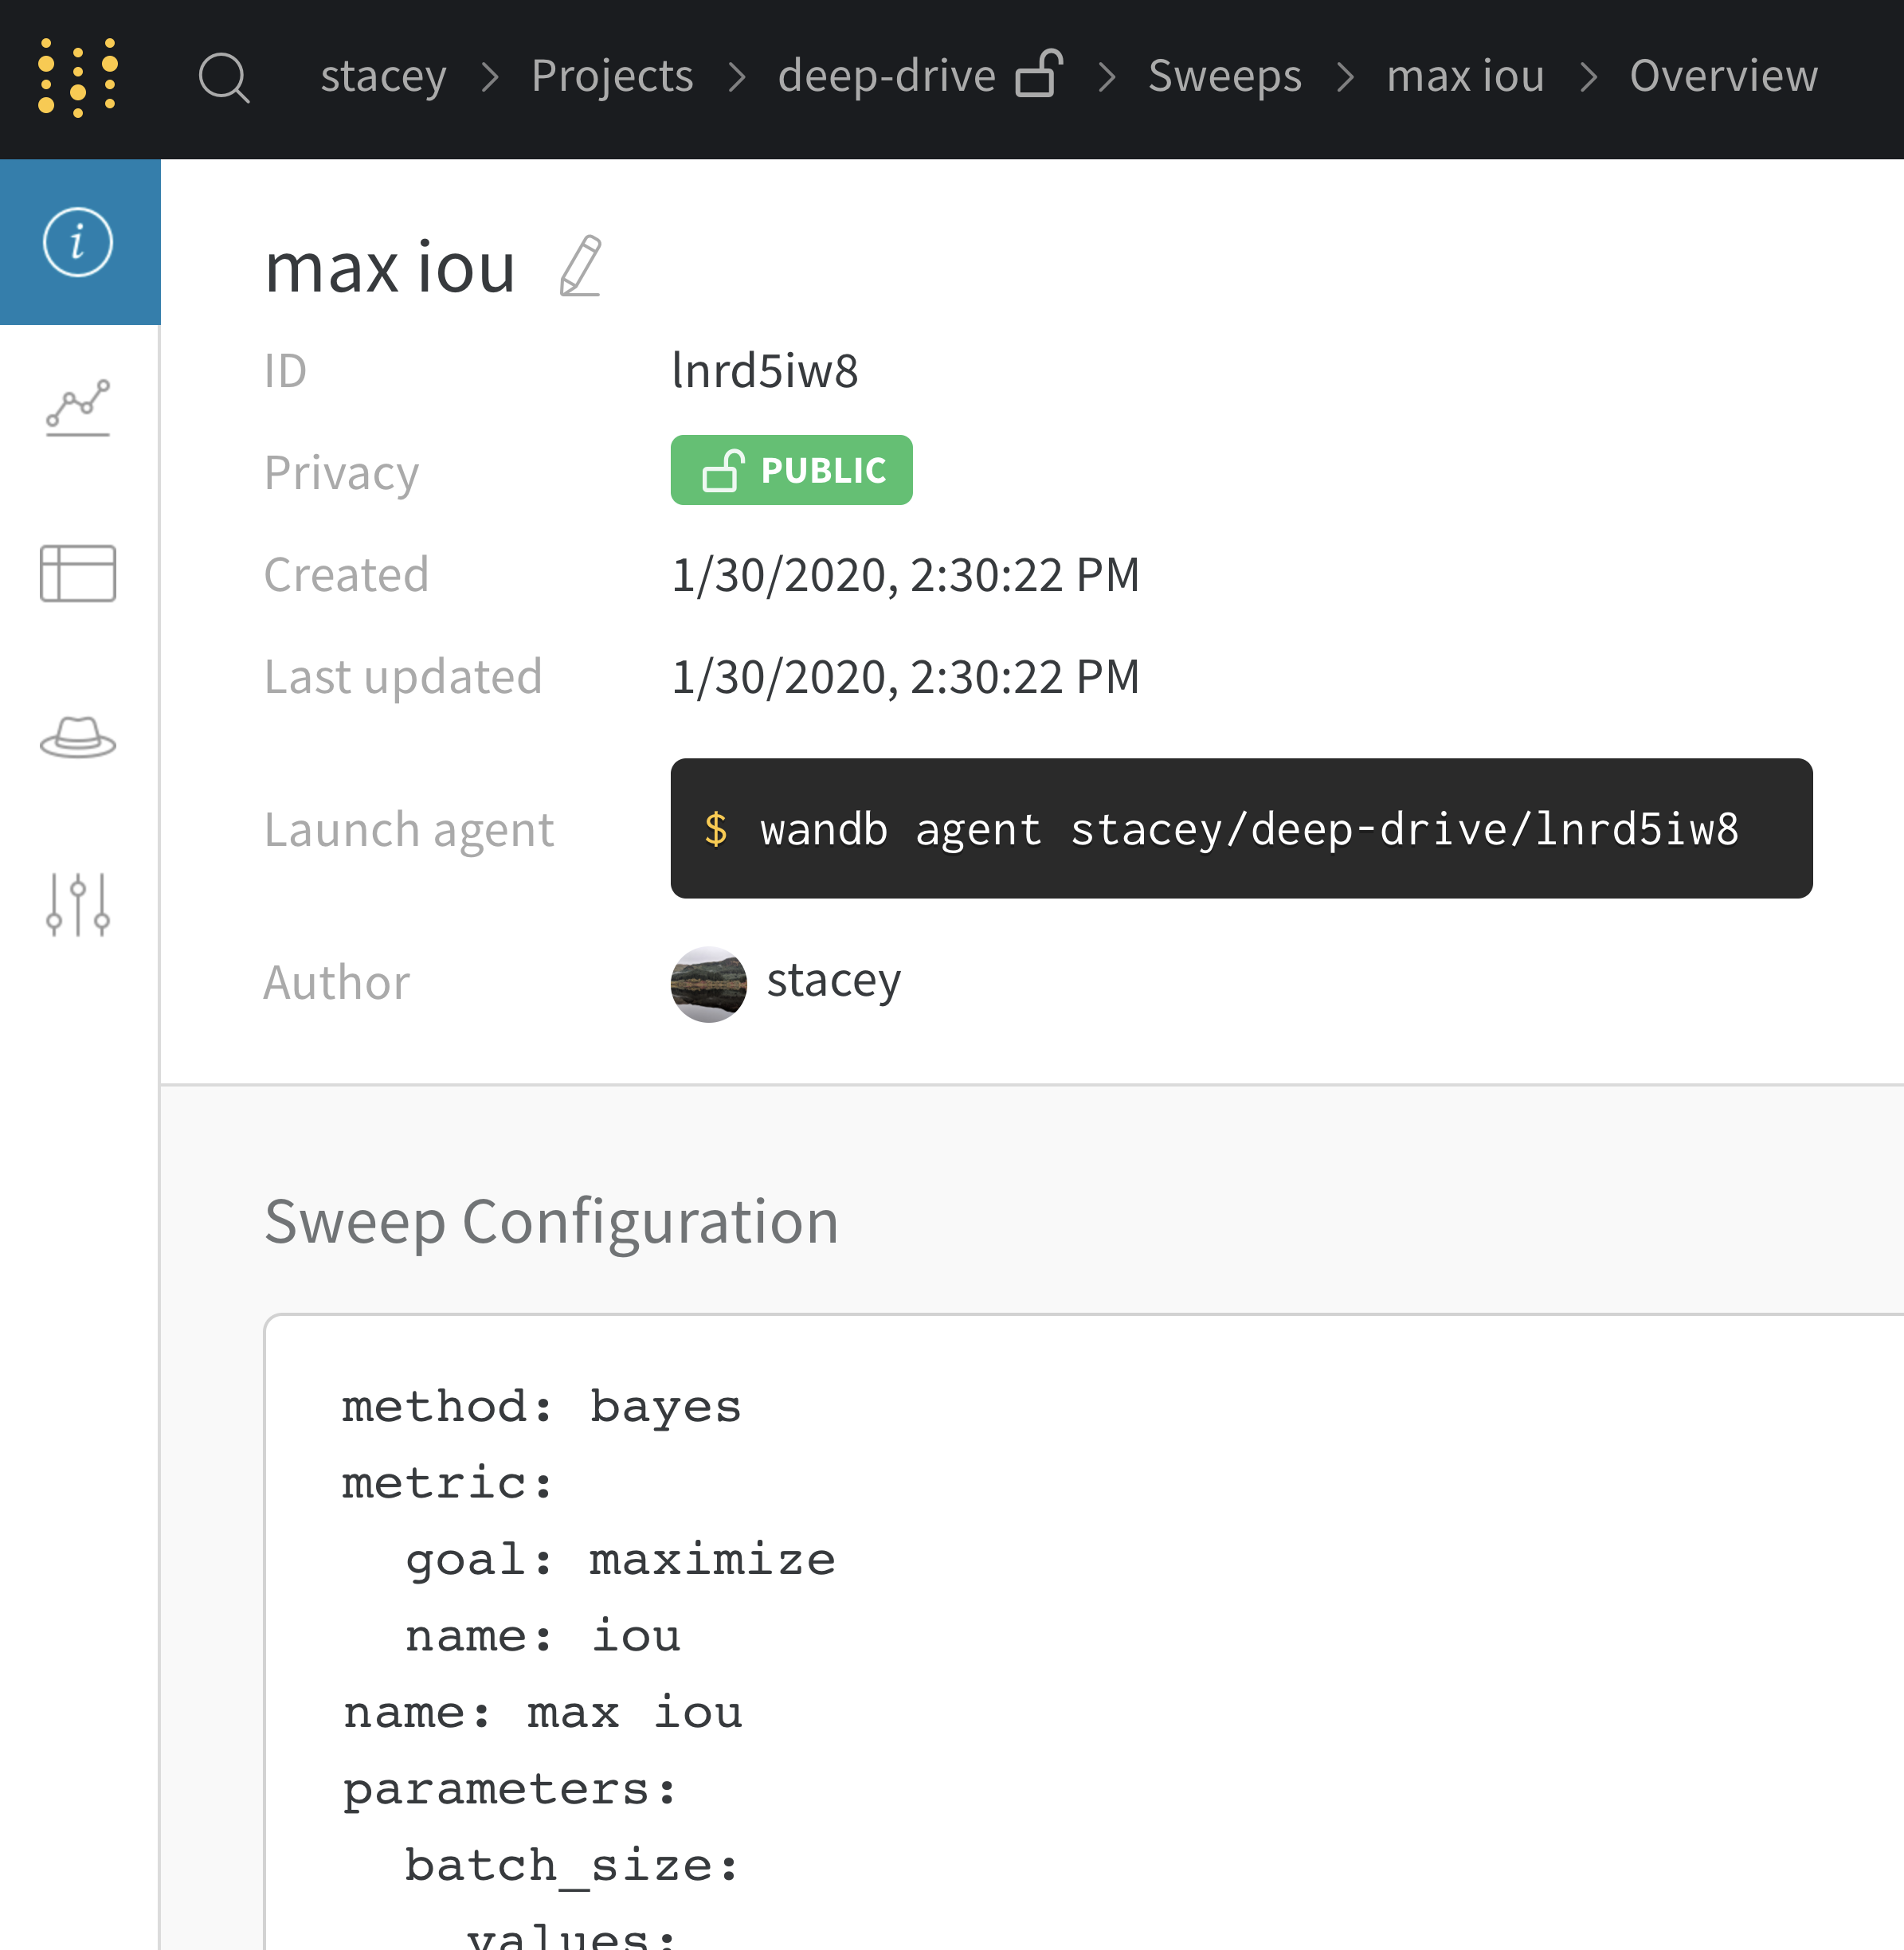 stacey > Projects > deep-drive > Sweeps > max iou > Overview
max iou
ID lnrd5iw8
Privacy PUBLIC
Created 1/30/2020, 2:30:22 PM
Last updated 1/30/2020, 2:30:22 PM
Launch agent $ wandb agent stacey/deep-drive/lnrd5iw8
Author stacey
Sweep Configuration
method: bayes
metric:
  goal: maximize
  name: iou
name: max iou
parameters:
  batch_size:
    values: